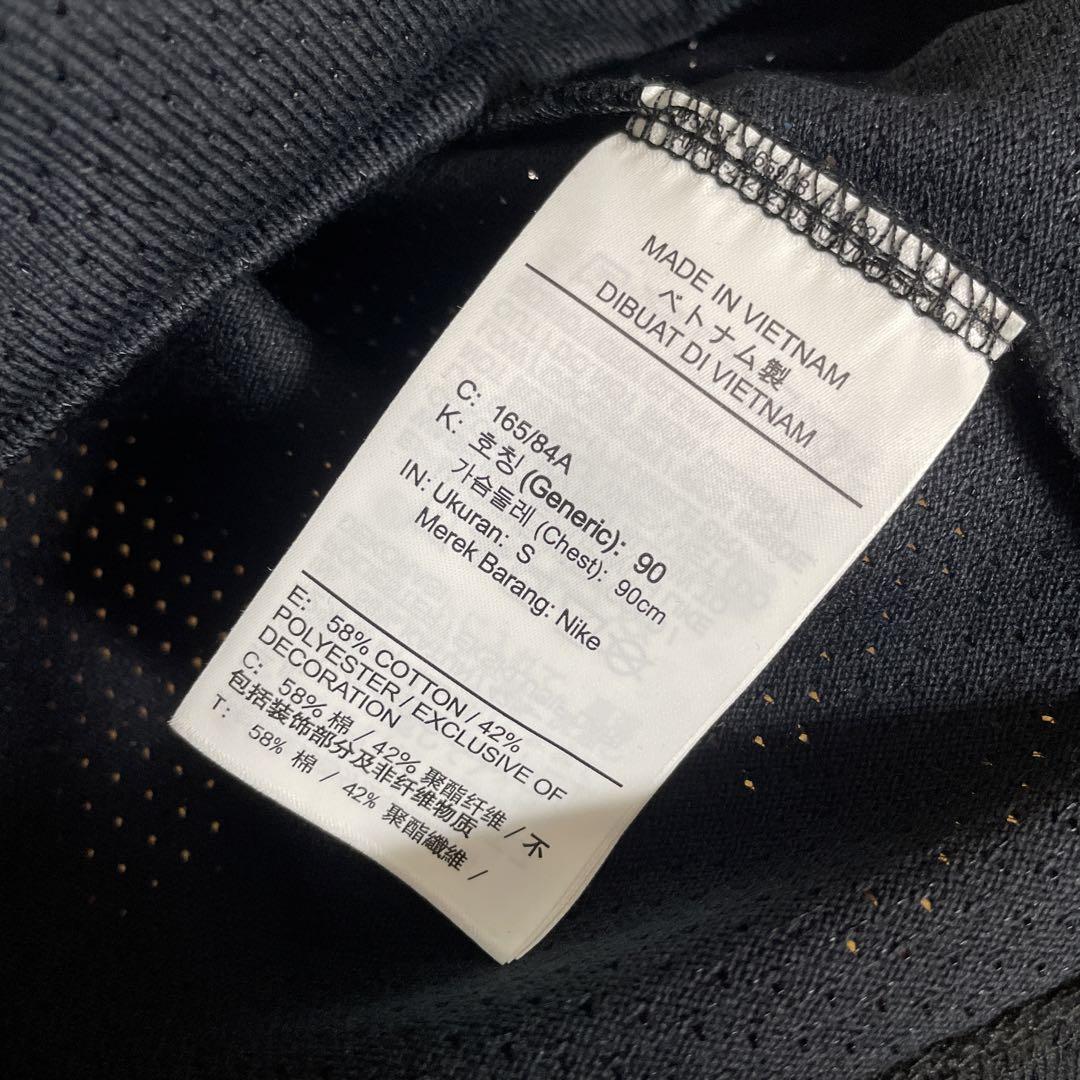 MADE IN VIETNAM
ベトナム製
DIBUAT DI VIETNAM
C: 165/84A
K: 호칭 (Generic): 90
가슴둘레 (Chest): 90cm
IN: Ukuran: S
Merek Barang: Nike
E: 58% COTTON / 42%
POLYESTER / EXCLUSIVE OF
DECORATION
C: 58% 棉 / 42% 聚酯纤维 / 不
包括装饰部分及非纤维物质
T: 58% 棉 / 42% 聚酯纖維 /